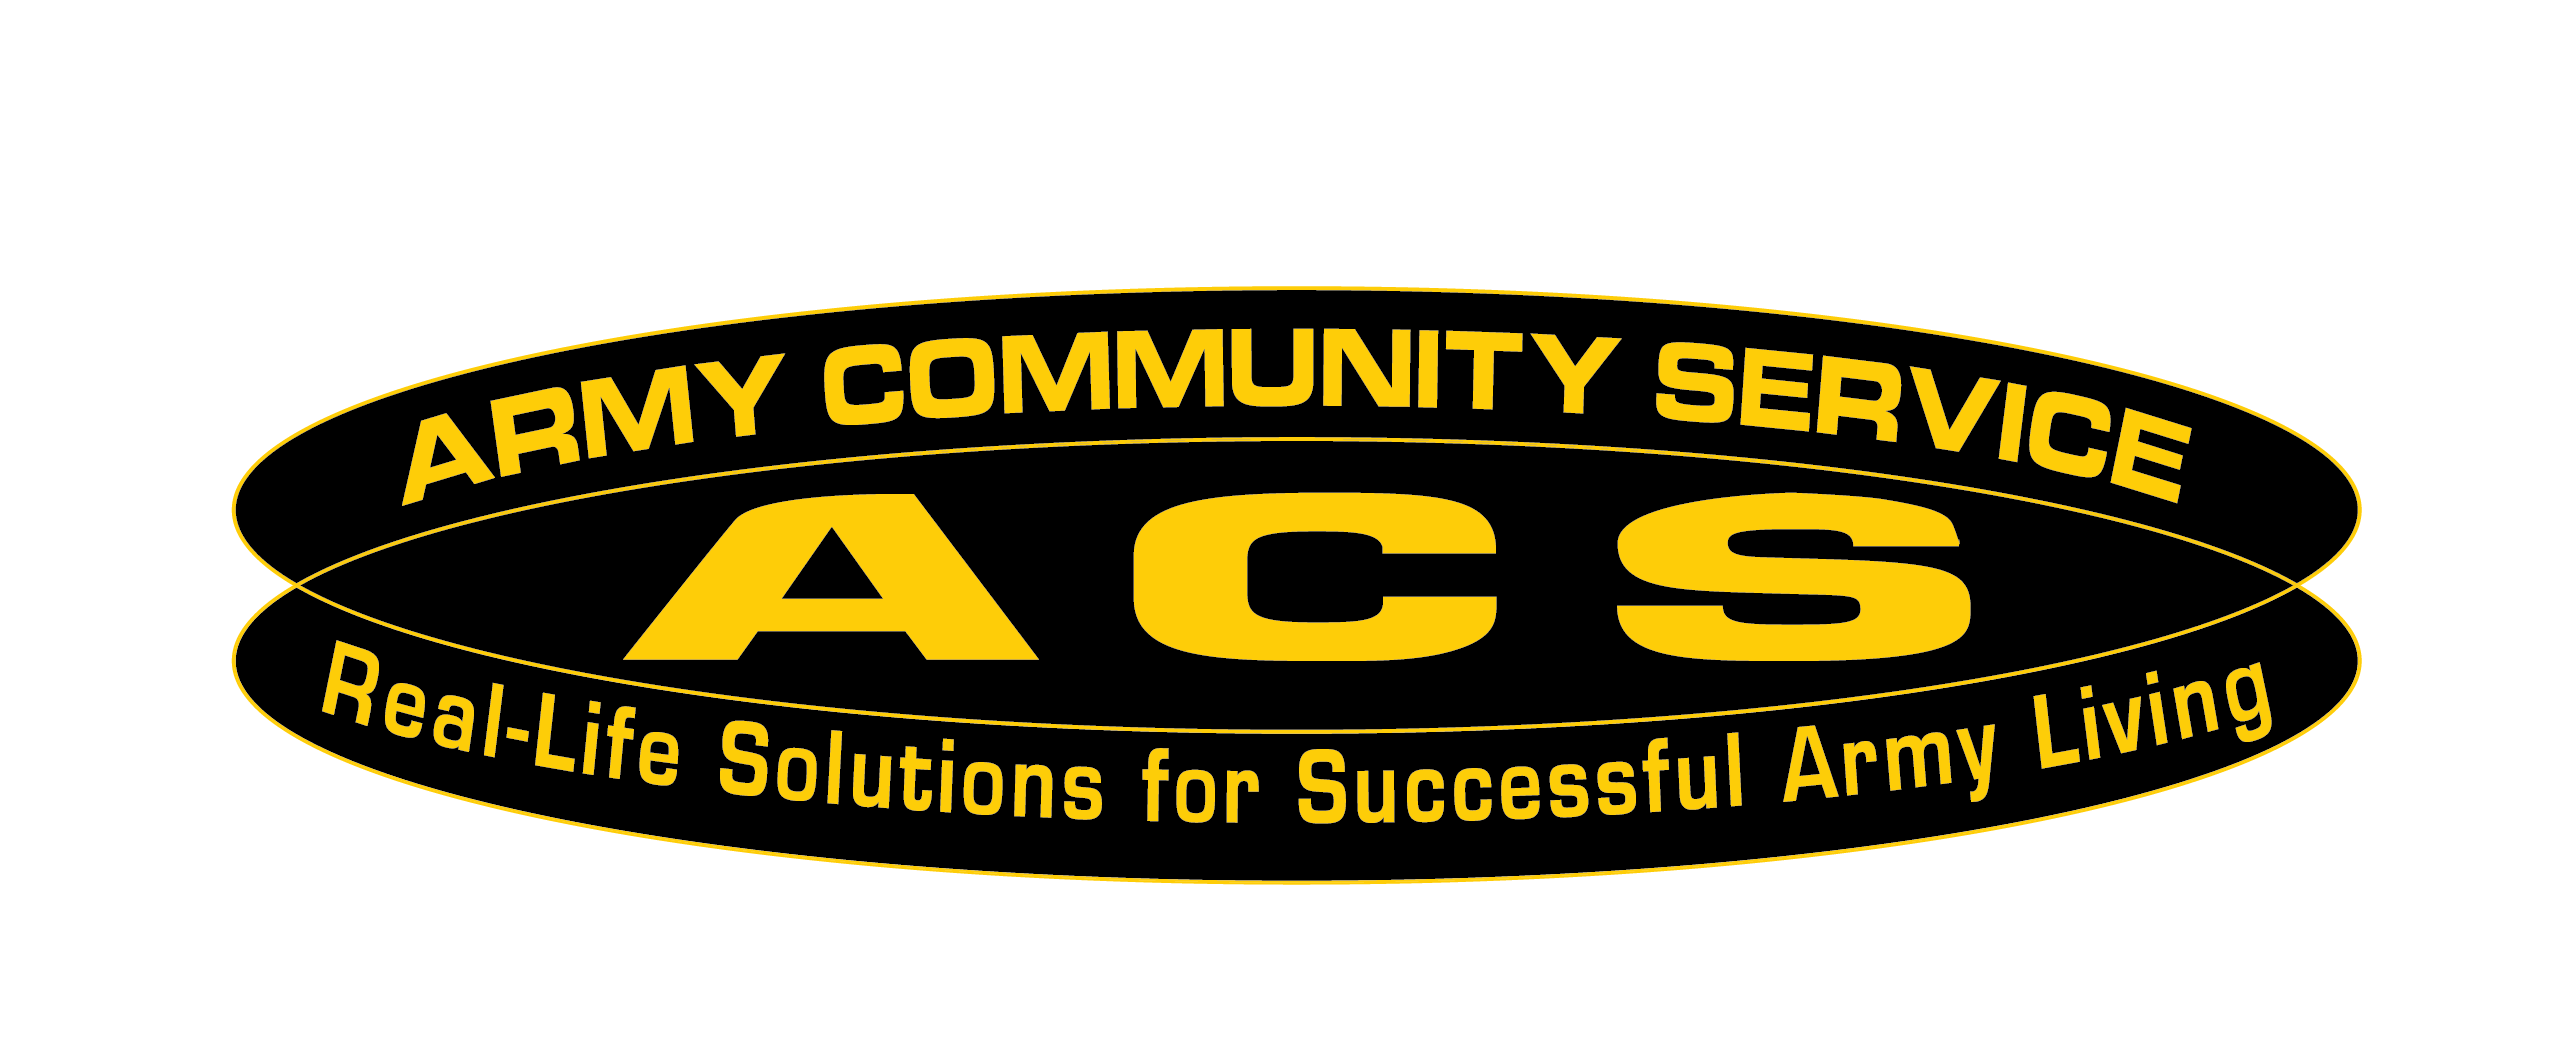 ARMY COMMUNITY SERVICE
ACS
Real-Life Solutions for Successful Army Living